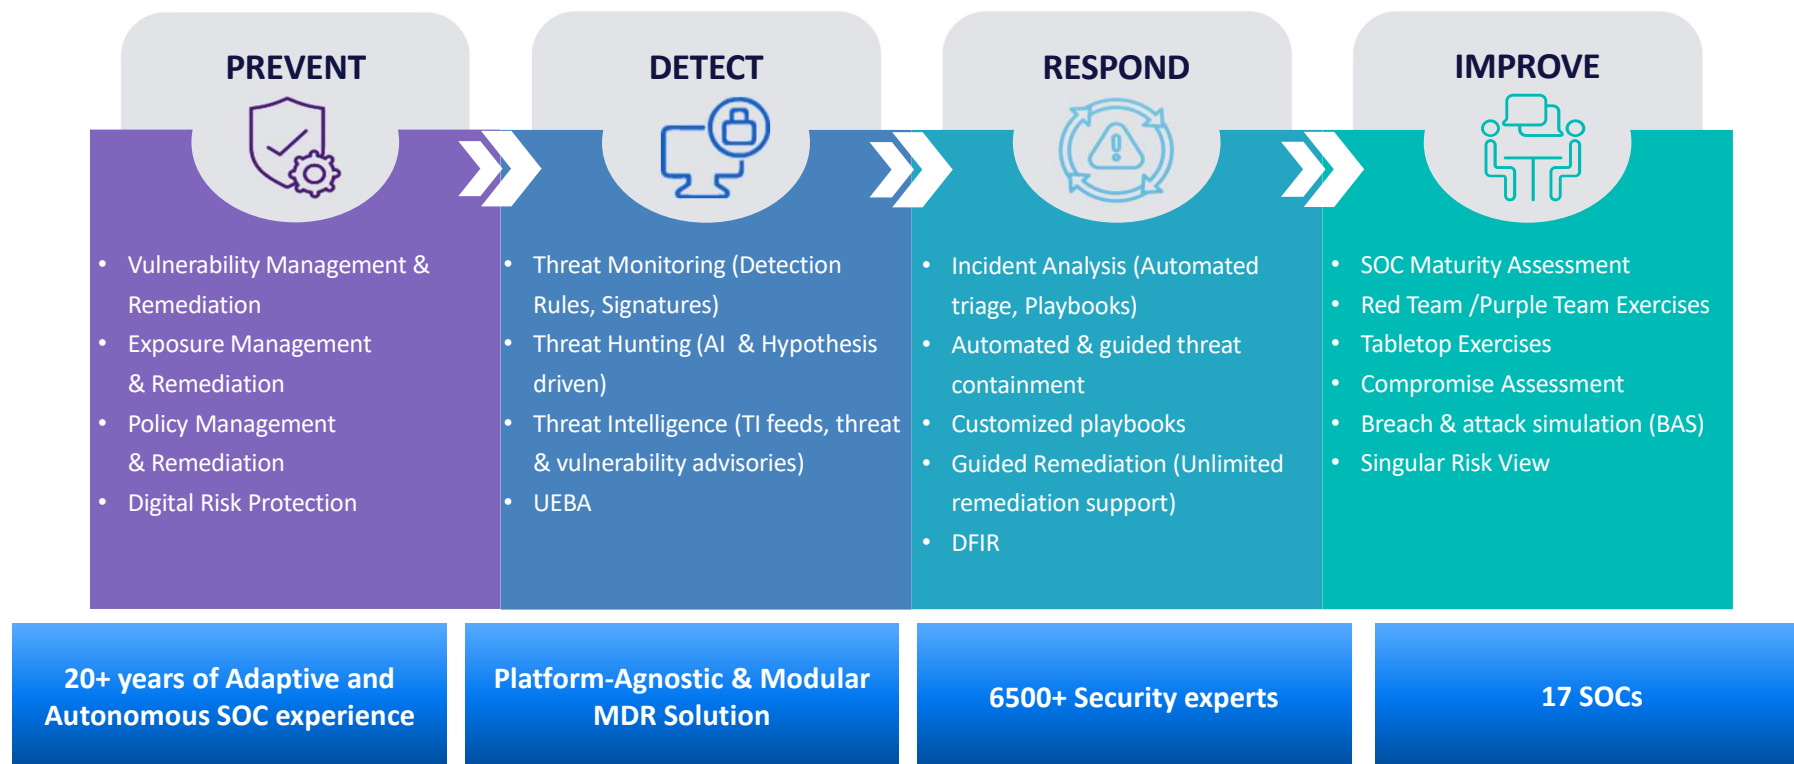 PREVENT
• Vulnerability Management &
Remediation
• Exposure Management
& Remediation
• Policy Management
& Remediation
• Digital Risk Protection
DETECT
• Threat Monitoring (Detection
Rules, Signatures)
• Threat Hunting (AI & Hypothesis
driven)
• Threat Intelligence (TI feeds, threat
& vulnerability advisories)
• UEBA
RESPOND
• Incident Analysis (Automated
triage, Playbooks)
• Automated & guided threat
containment
• Customized playbooks
• Guided Remediation (Unlimited
remediation support)
• DFIR
IMPROVE
• SOC Maturity Assessment
• Red Team /Purple Team Exercises
• Tabletop Exercises
• Compromise Assessment
• Breach & attack simulation (BAS)
• Singular Risk View
20+ years of Adaptive and
Autonomous SOC experience
Platform-Agnostic & Modular
MDR Solution
6500+ Security experts
17 SOCs